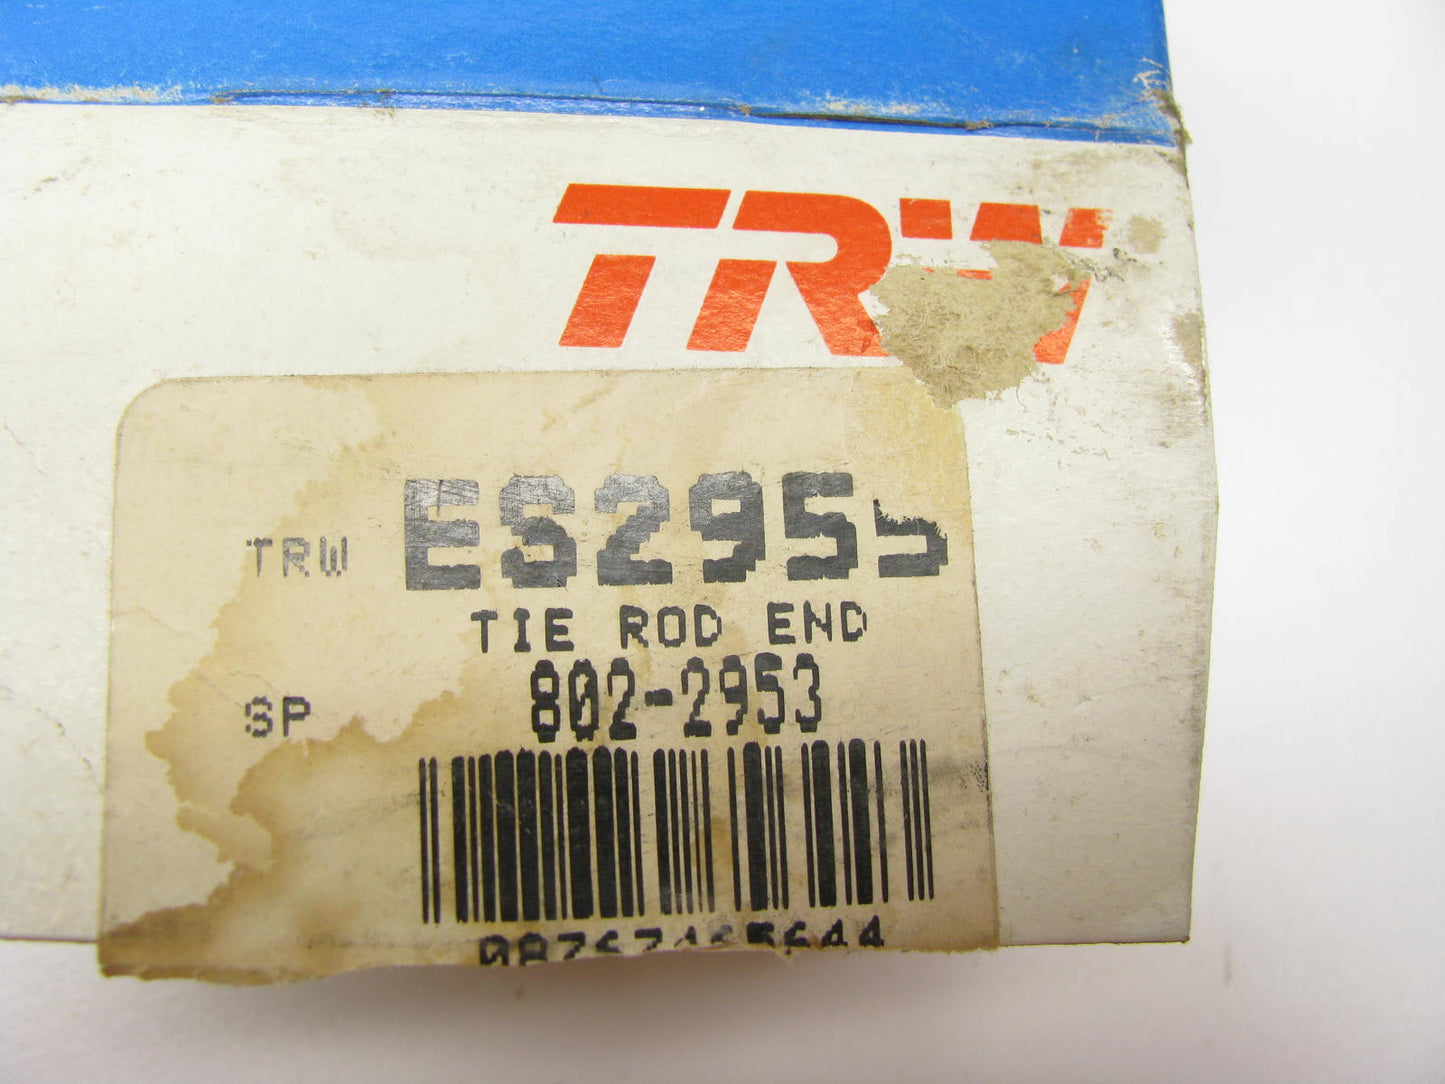 TRW
TRW ES2955
TIE ROD END
SP 802-2953